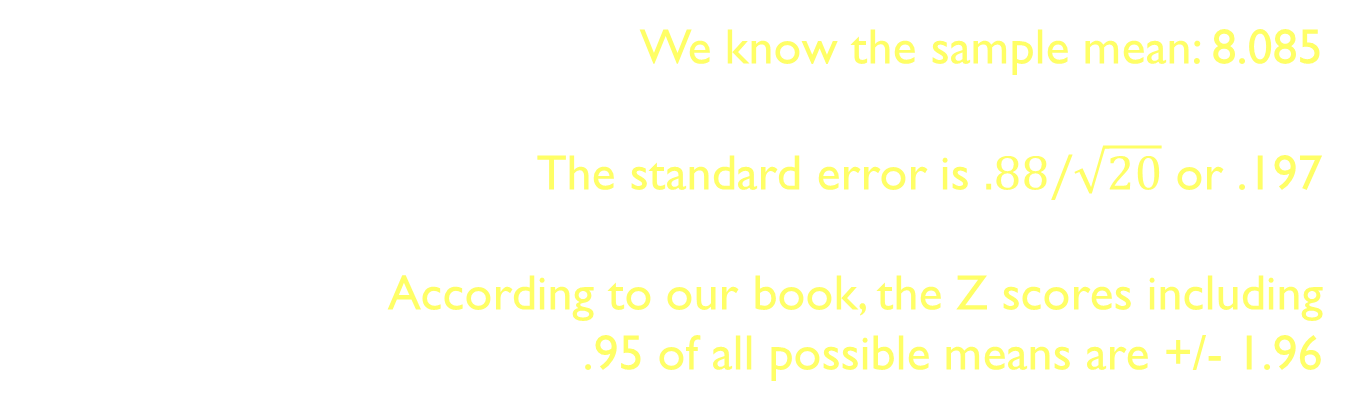 We know the sample mean: 8.085
The standard error is .88/√20 or .197
According to our book, the Z scores including
.95 of all possible means are +/- 1.96